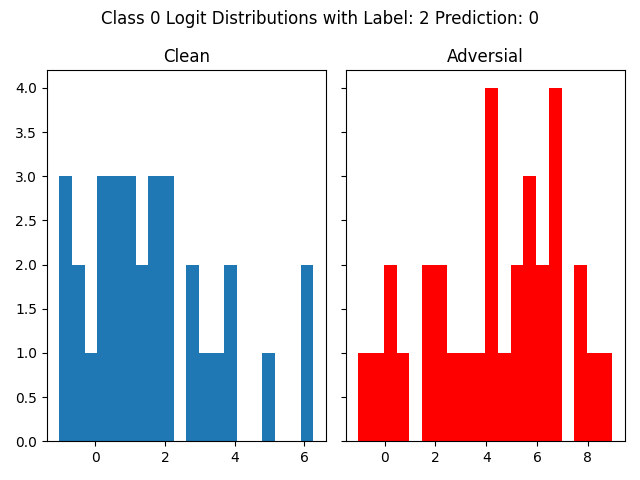 Class 0 Logit Distributions with Label: 2 Prediction: 0
Clean
Adversial
4.0
3.5
3.0
2.5
2.0
1.5
1.0
0.5
0.0
0 2 4 6
0 2 4 6 8